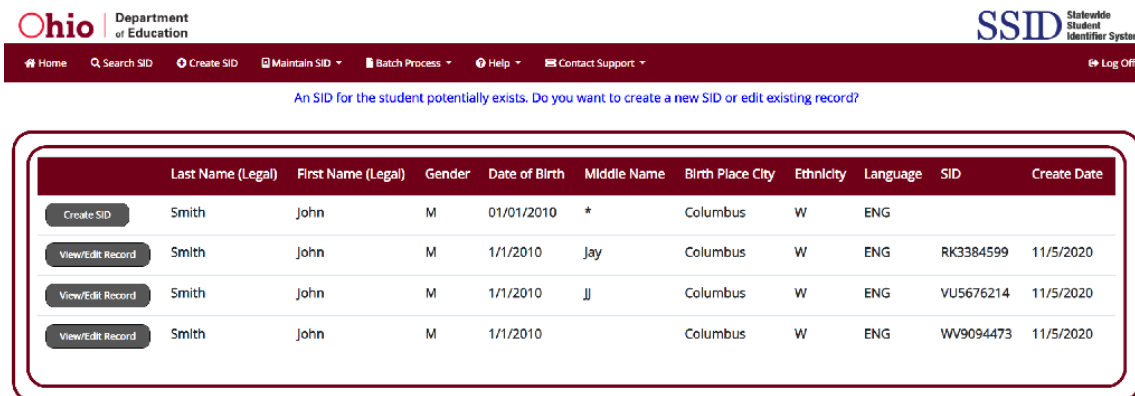 Ohio Department of Education
SSID Statewide Student Identifier System
Home Search SID Create SID Maintain SID Batch Process Help Contact Support Log Off
An SID for the student potentially exists. Do you want to create a new SID or edit existing record?
Last Name (Legal) First Name (Legal) Gender Date of Birth Middle Name Birth Place City Ethnicity Language SID Create Date
Create SID Smith John M 01/01/2010 * Columbus W ENG
View/Edit Record Smith John M 1/1/2010 Jay Columbus W ENG RK3384599 11/5/2020
View/Edit Record Smith John M 1/1/2010 JJ Columbus W ENG VU5676214 11/5/2020
View/Edit Record Smith John M 1/1/2010 Columbus W ENG WV9094473 11/5/2020